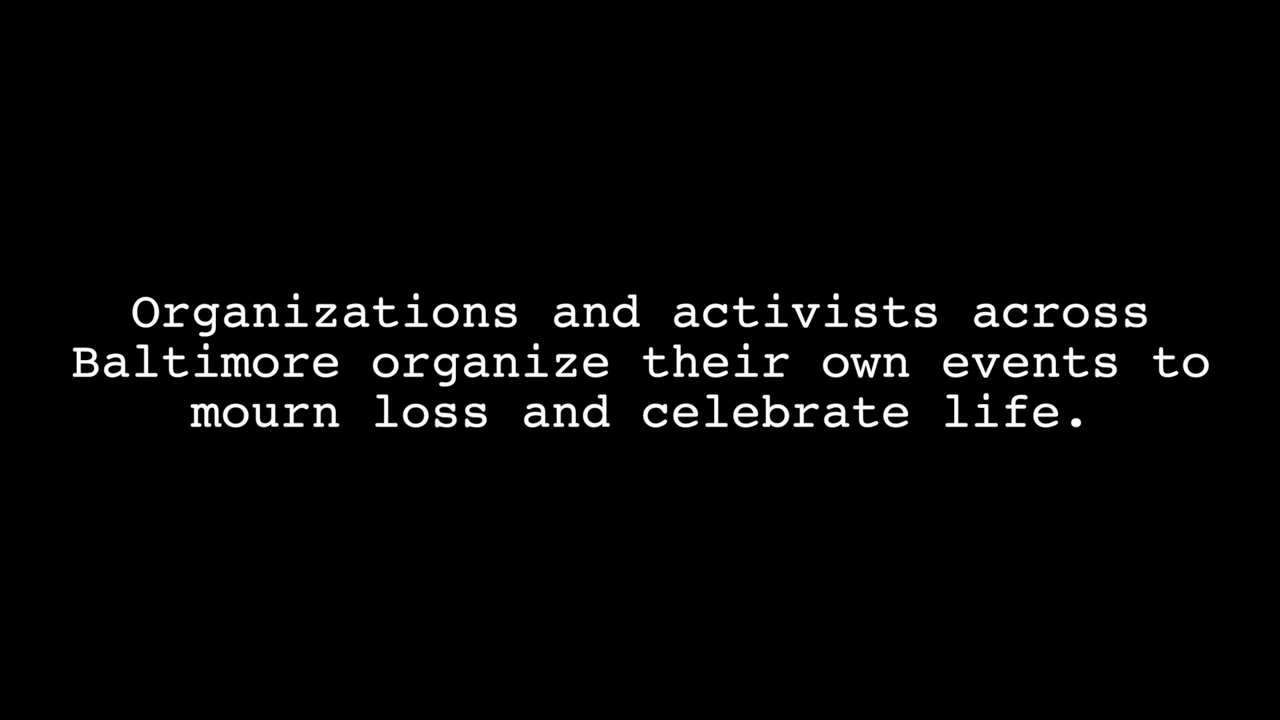 Organizations and activists across
Baltimore organize their own events to
mourn loss and celebrate life.